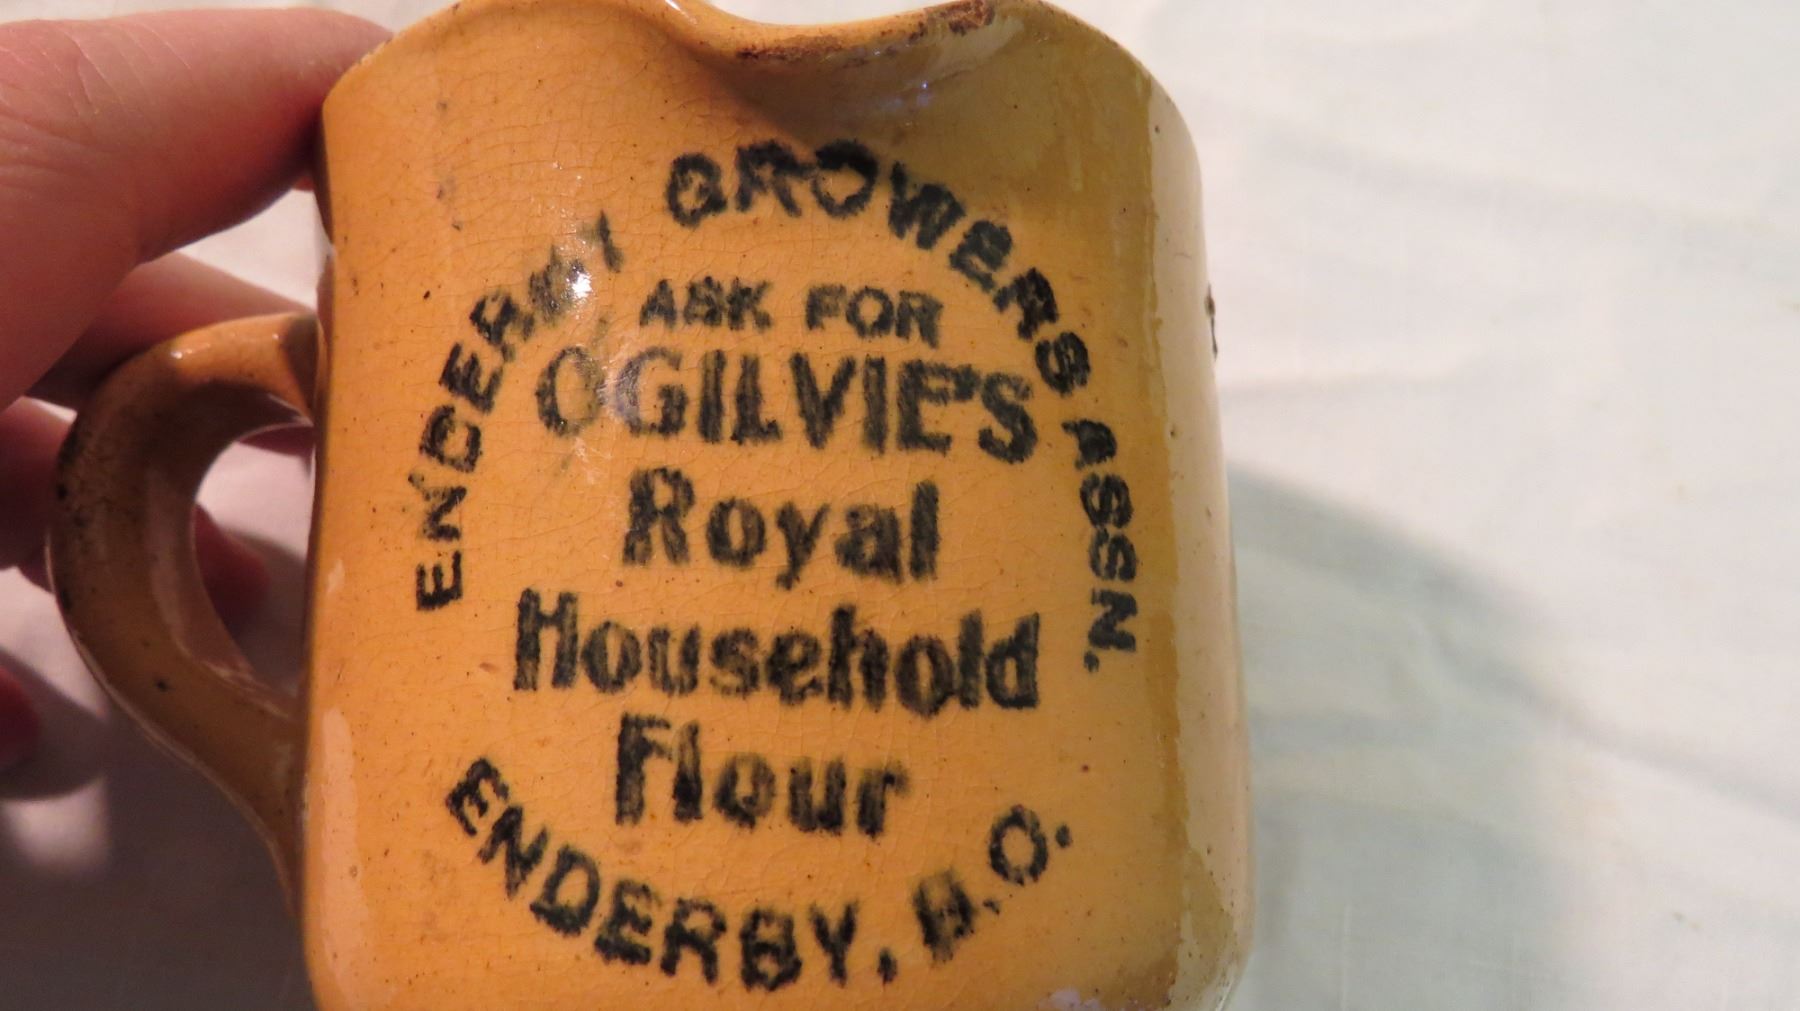 ENDERBY GROWERS ASSN.
ASK FOR
OGILVIE'S
Royal
Household
Flour
ENDERBY, B.C.